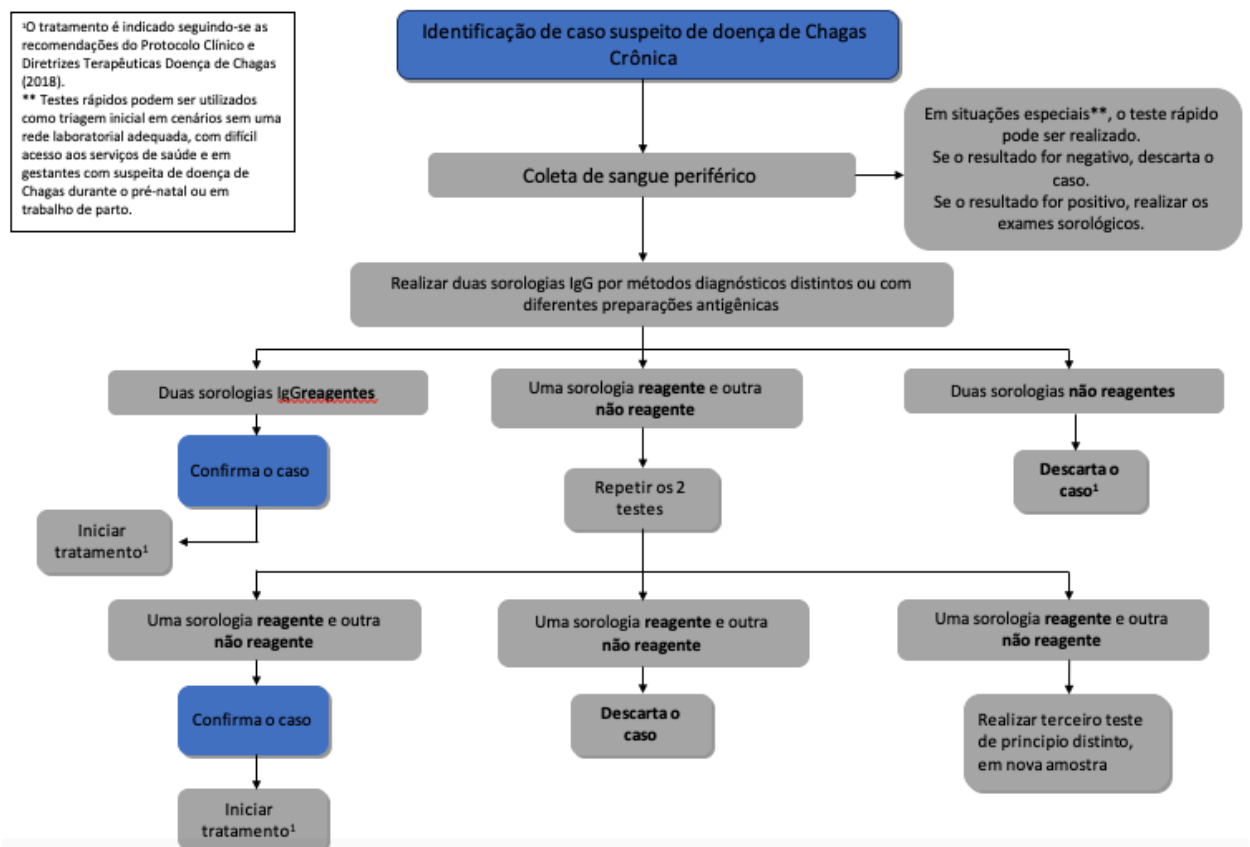 ¹O tratamento é indicado seguindo-se as
recomendações do Protocolo Clínico e
Diretrizes Terapêuticas Doença de Chagas
(2018).
** Testes rápidos podem ser utilizados
como triagem inicial em cenários sem uma
rede laboratorial adequada, com difícil
acesso aos serviços de saúde e em
gestantes com suspeita de doença de
Chagas durante o pré-natal ou em
trabalho de parto.
Identificação de caso suspeito de doença de Chagas
Crônica
Em situações especiais**, o teste rápido
pode ser realizado.
Se o resultado for negativo, descarta o
caso.
Se o resultado for positivo, realizar os
exames sorológicos.
Coleta de sangue periférico
Realizar duas sorologias IgG por métodos diagnósticos distintos ou com
diferentes preparações antigênicas
Duas sorologias IgGreagentes
Uma sorologia reagente e outra
não reagente
Duas sorologias não reagentes
Confirma o caso
Repetir os 2
testes
Descarta o
caso¹
Iniciar
tratamento¹
Uma sorologia reagente e outra
não reagente
Uma sorologia reagente e outra
não reagente
Uma sorologia reagente e outra
não reagente
Confirma o caso
Descarta o
caso
Realizar terceiro teste
de principio distinto,
em nova amostra
Iniciar
tratamento¹